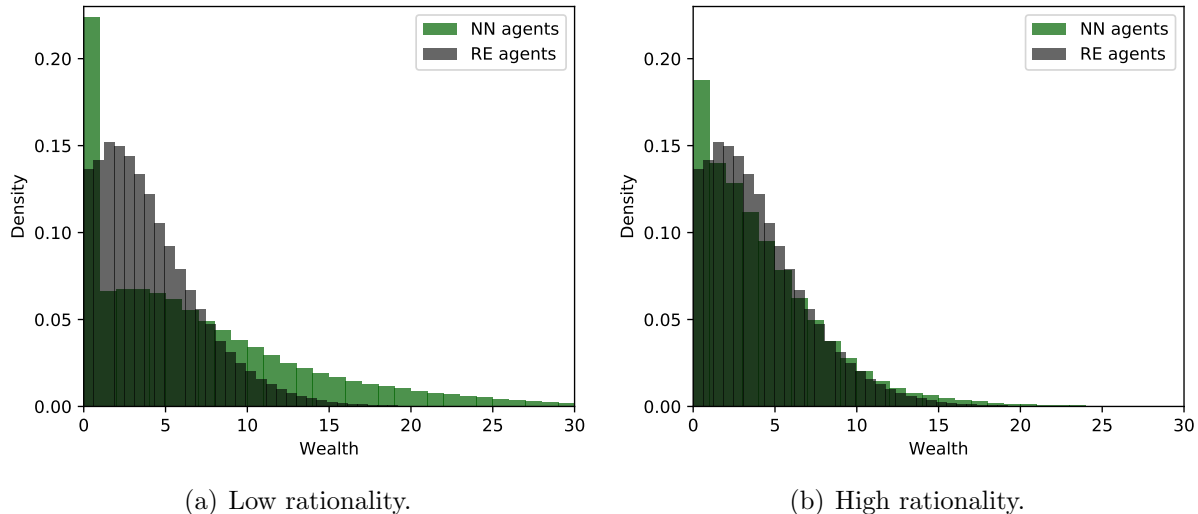 NN agents
RE agents
0.20
0.15
0.10
0.05
0.00
Density
0 5 10 15 20 25 30
Wealth
(a) Low rationality.
NN agents
RE agents
0.20
0.15
0.10
0.05
0.00
Density
0 5 10 15 20 25 30
Wealth
(b) High rationality.